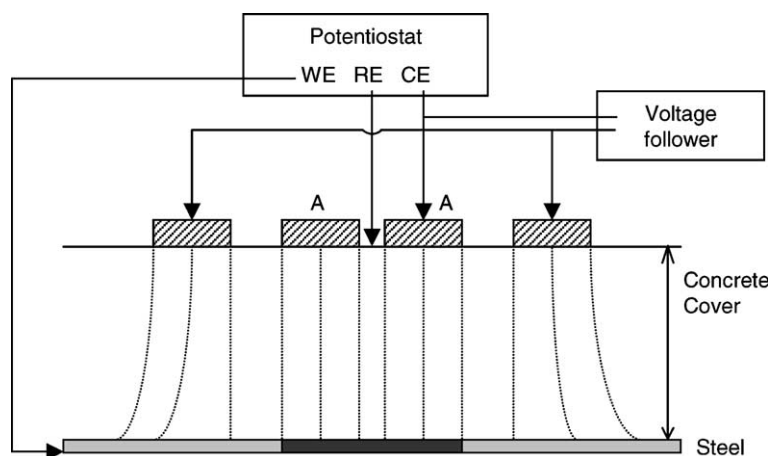 Potentiostat
WE RE CE
Voltage
follower
A A
Concrete
Cover
Steel